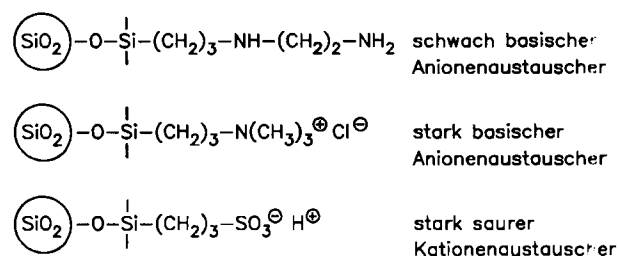 SiO₂–O–Si–(CH₂)₃–NH–(CH₂)₂–NH₂ schwach basischer
Anionenaustauscher
SiO₂–O–Si–(CH₂)₃–N(CH₃)₃⊕ Cl⊖ stark basischer
Anionenaustauscher
SiO₂–O–Si–(CH₂)₃–SO₃⊖ H⊕ stark saurer
Kationenaustauscher